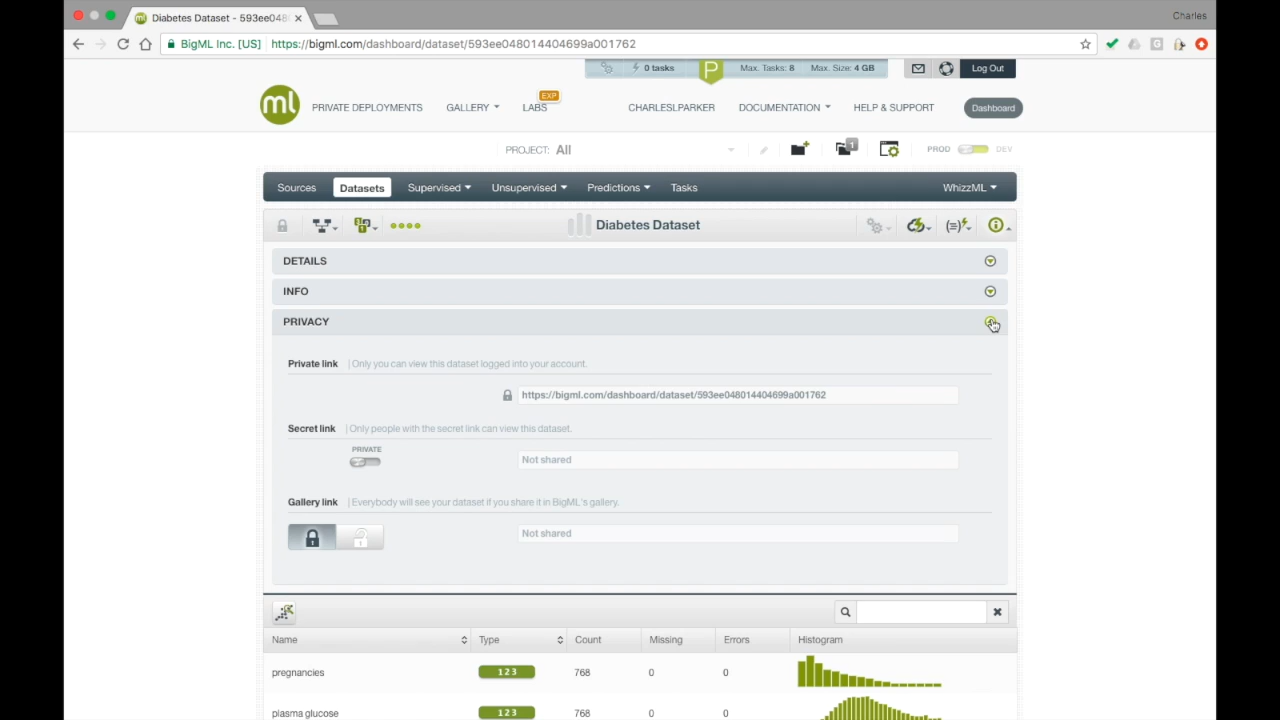 Diabetes Dataset - 593ee048
Charles
BigML Inc. [US] https://bigml.com/dashboard/dataset/593ee048014404699a001762
0 tasks P Max. Tasks: 8 Max. Size: 4 GB Log Out
ml PRIVATE DEPLOYMENTS GALLERY LABS EXP CHARLESLPARKER DOCUMENTATION HELP & SUPPORT Dashboard
PROJECT: All 1 PROD DEV
Sources Datasets Supervised Unsupervised Predictions Tasks WhizzML
Diabetes Dataset
DETAILS
INFO
PRIVACY
Private link | Only you can view this dataset logged into your account.
https://bigml.com/dashboard/dataset/593ee048014404699a001762
Secret link | Only people with the secret link can view this dataset.
PRIVATE
Not shared
Gallery link | Everybody will see your dataset if you share it in BigML's gallery.
Not shared
Name Type Count Missing Errors Histogram
pregnancies 123 768 0 0
plasma glucose 123 768 0 0